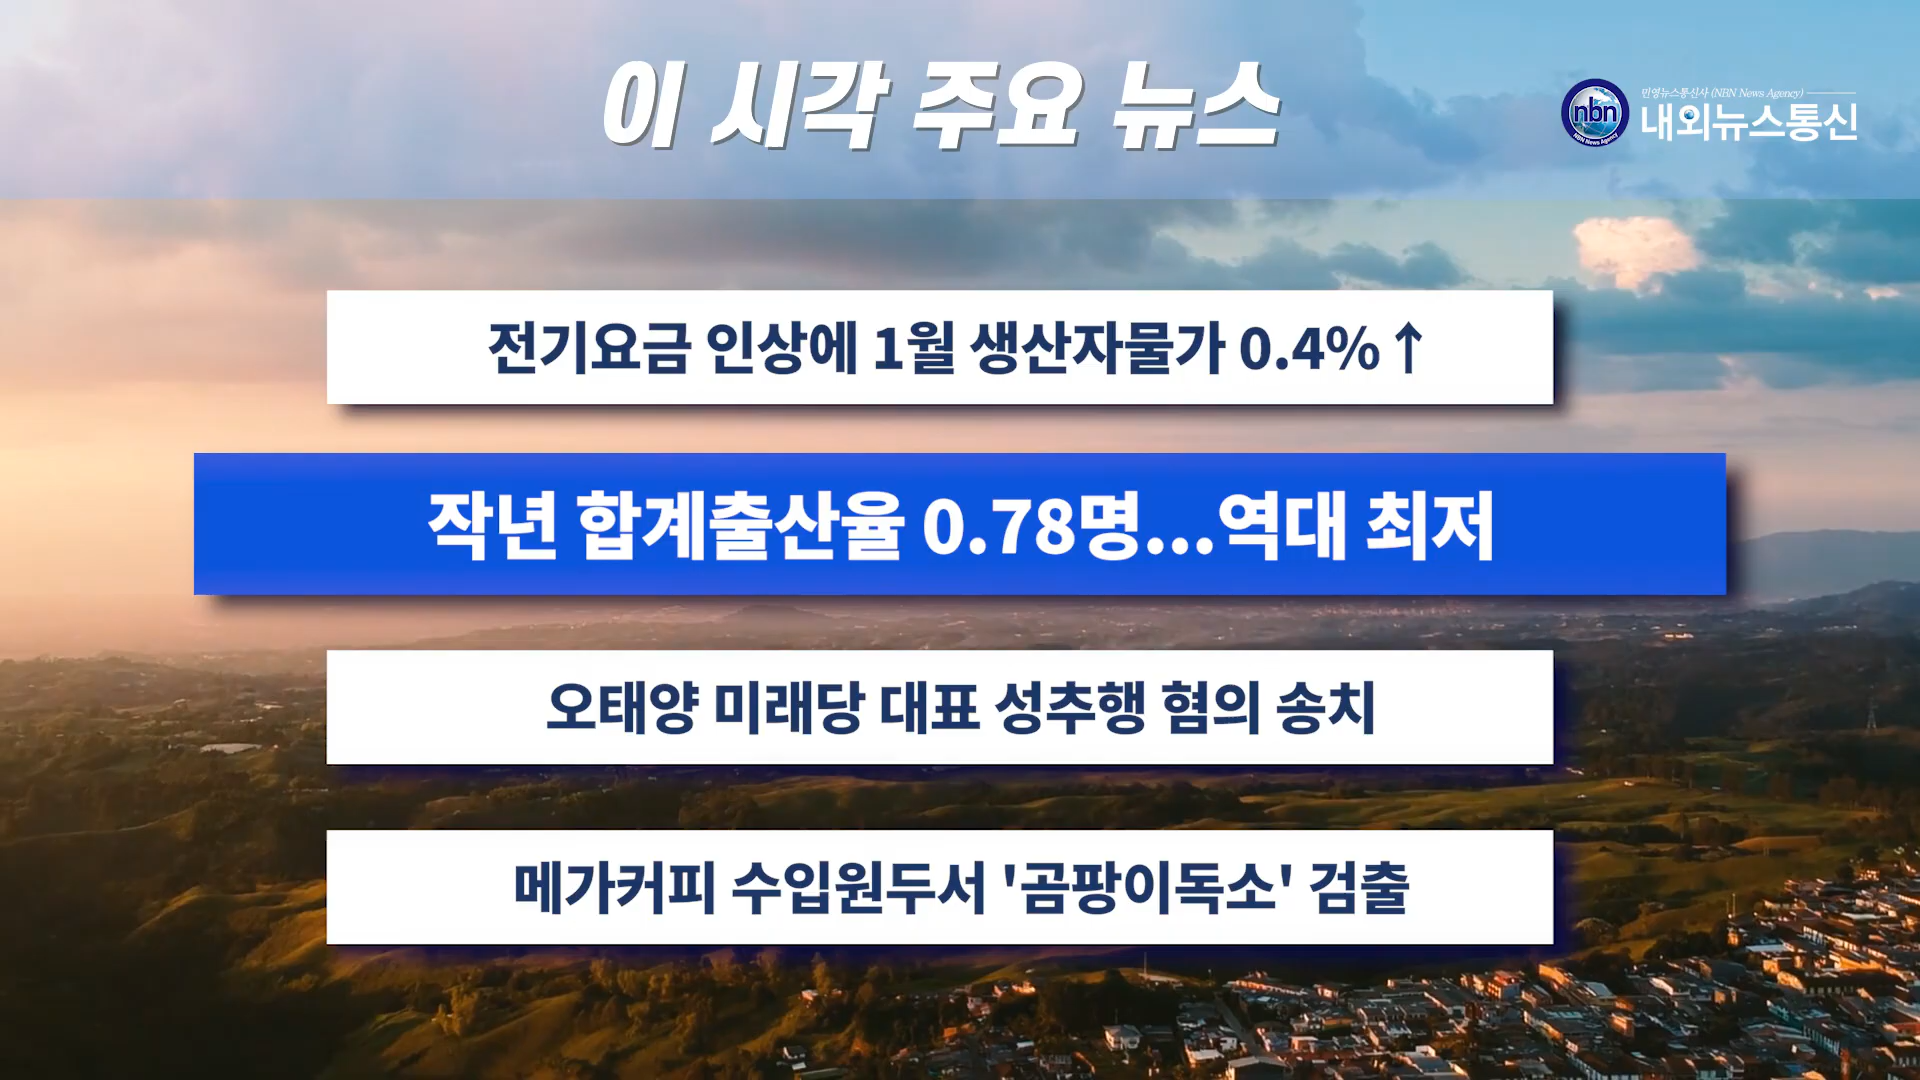 이 시각 주요 뉴스
민영뉴스통신사 (NBN News Agency)
nbn
NBN News Agency
내외뉴스통신
전기요금 인상에 1월 생산자물가 0.4%↑
작년 합계출산율 0.78명...역대 최저
오태양 미래당 대표 성추행 혐의 송치
메가커피 수입원두서 '곰팡이독소' 검출